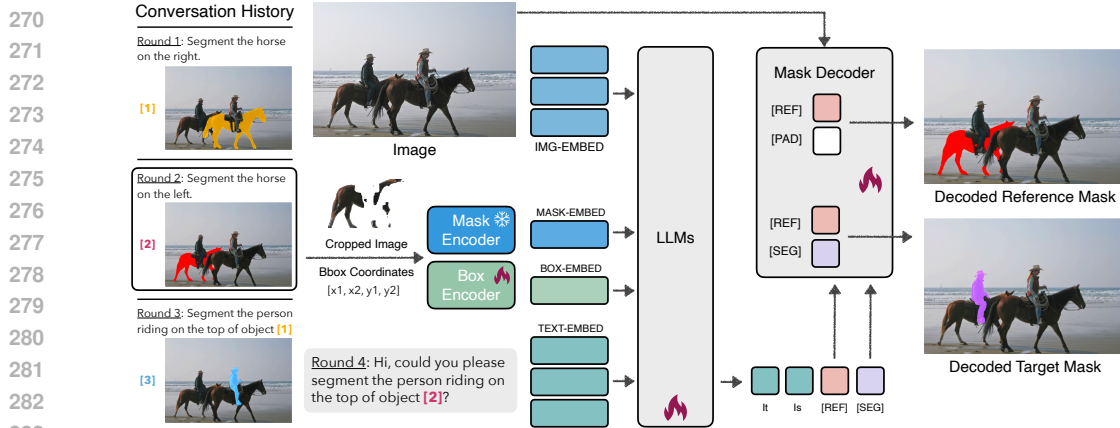 270
271
272
273
274
275
276
277
278
279
280
281
282
Conversation History
Round 1: Segment the horse
on the right.
[1]
Round 2: Segment the horse
on the left.
[2]
Round 3: Segment the person
riding on the top of object [1]
[3]
Image
Cropped Image
Bbox Coordinates
[x1, x2, y1, y2]
Mask
Encoder
Box
Encoder
Round 4: Hi, could you please
segment the person riding on
the top of object [2]?
IMG-EMBED
MASK-EMBED
BOX-EMBED
TEXT-EMBED
LLMs
Mask Decoder
[REF]
[PAD]
[REF]
[SEG]
It
Is
[REF]
[SEG]
Decoded Reference Mask
Decoded Target Mask